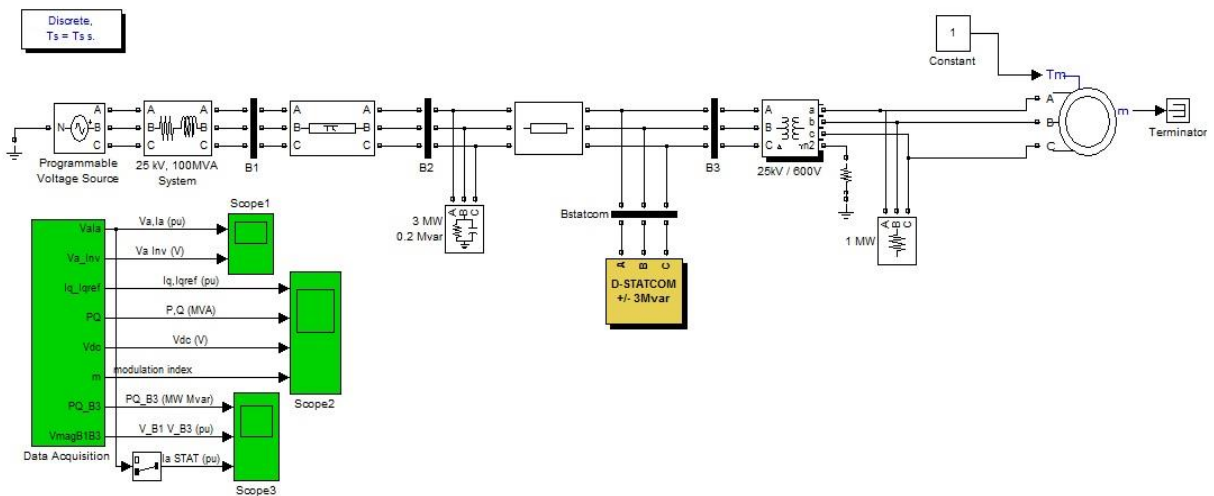 Discrete,
Ts = Ts s.
1
Constant
Tm
A
B
C
m
Terminator
N
A
B
C
Programmable
Voltage Source
A
B
C
A
B
C
25 kV, 100MVA
System
B1
A
B
C
A
B
C
B2
A B C
3 MW
0.2 Mvar
Bstatcom
A B C
D-STATCOM
+/- 3Mvar
B3
A
B
C
a
b
c
n2
25kV / 600V
A B C
1 MW
Scope1
VaIa
Va,Ia (pu)
Va_Inv
Va Inv (V)
Iq_Iqref
Iq,Iqref (pu)
PQ
P,Q (MVA)
Vdc
Vdc (V)
m
modulation index
Scope2
PQ_B3
PQ_B3 (MW Mvar)
VmagB1B3
V_B1 V_B3 (pu)
Data Acquisition
Ia STAT (pu)
Scope3